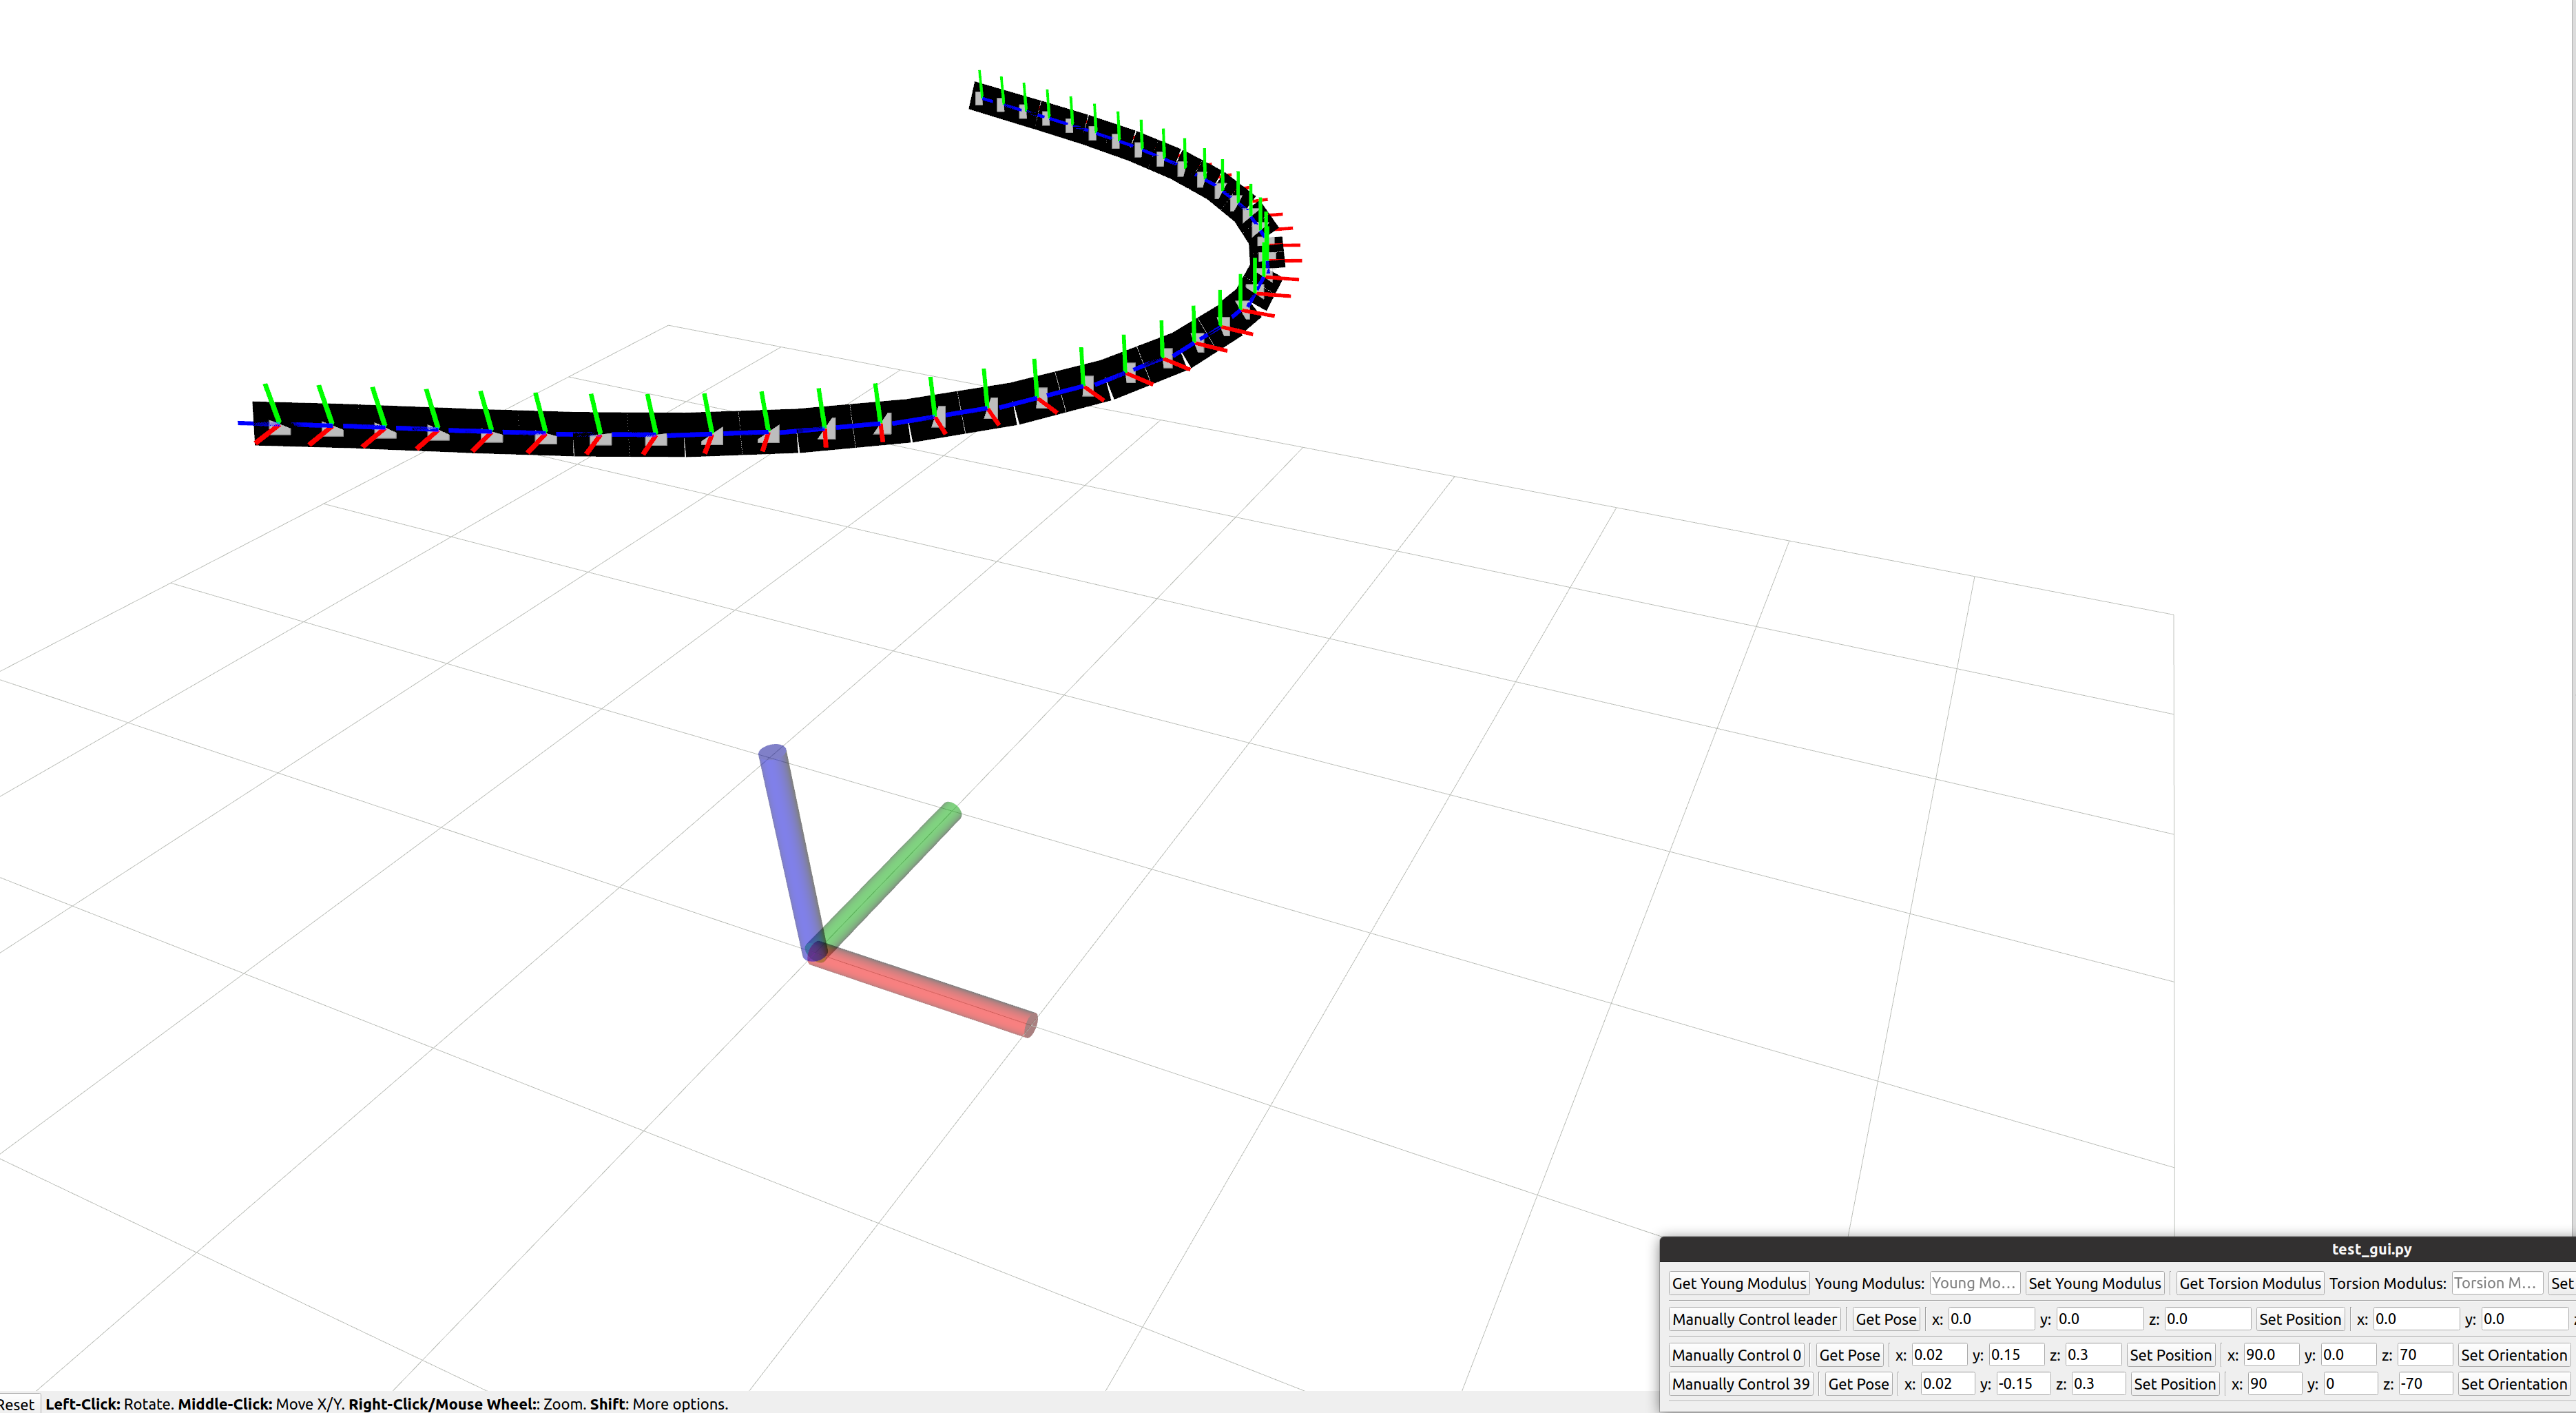 test_gui.py
Get Young Modulus Young Modulus: Young Mo... Set Young Modulus Get Torsion Modulus Torsion Modulus: Torsion M... Set
Manually Control leader Get Pose x: 0.0 y: 0.0 z: 0.0 Set Position x: 0.0 y: 0.0
Manually Control 0 Get Pose x: 0.02 y: 0.15 z: 0.3 Set Position x: 90.0 y: 0.0 z: 70 Set Orientation
Manually Control 39 Get Pose x: 0.02 y: -0.15 z: 0.3 Set Position x: 90 y: 0 z: -70 Set Orientation
Reset Left-Click: Rotate. Middle-Click: Move X/Y. Right-Click/Mouse Wheel:: Zoom. Shift: More options.